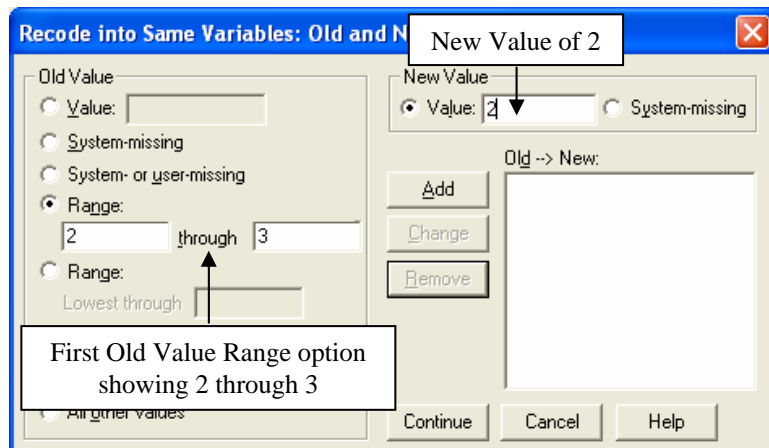 Recode into Same Variables: Old and N
New Value of 2
Old Value
Value:
System-missing
System- or user-missing
Range:
2 through 3
Range:
Lowest through
First Old Value Range option
showing 2 through 3
All other values
New Value
Value: 2 System-missing
Old --> New:
Add
Change
Remove
Continue Cancel Help